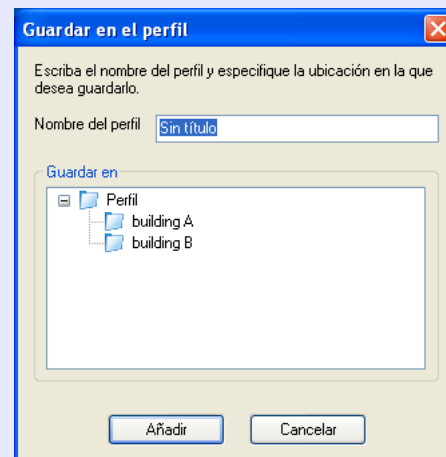 Guardar en el perfil
Escriba el nombre del perfil y especifique la ubicación en la que
desea guardarlo.
Nombre del perfil Sin título
Guardar en
Perfil
building A
building B
Añadir Cancelar